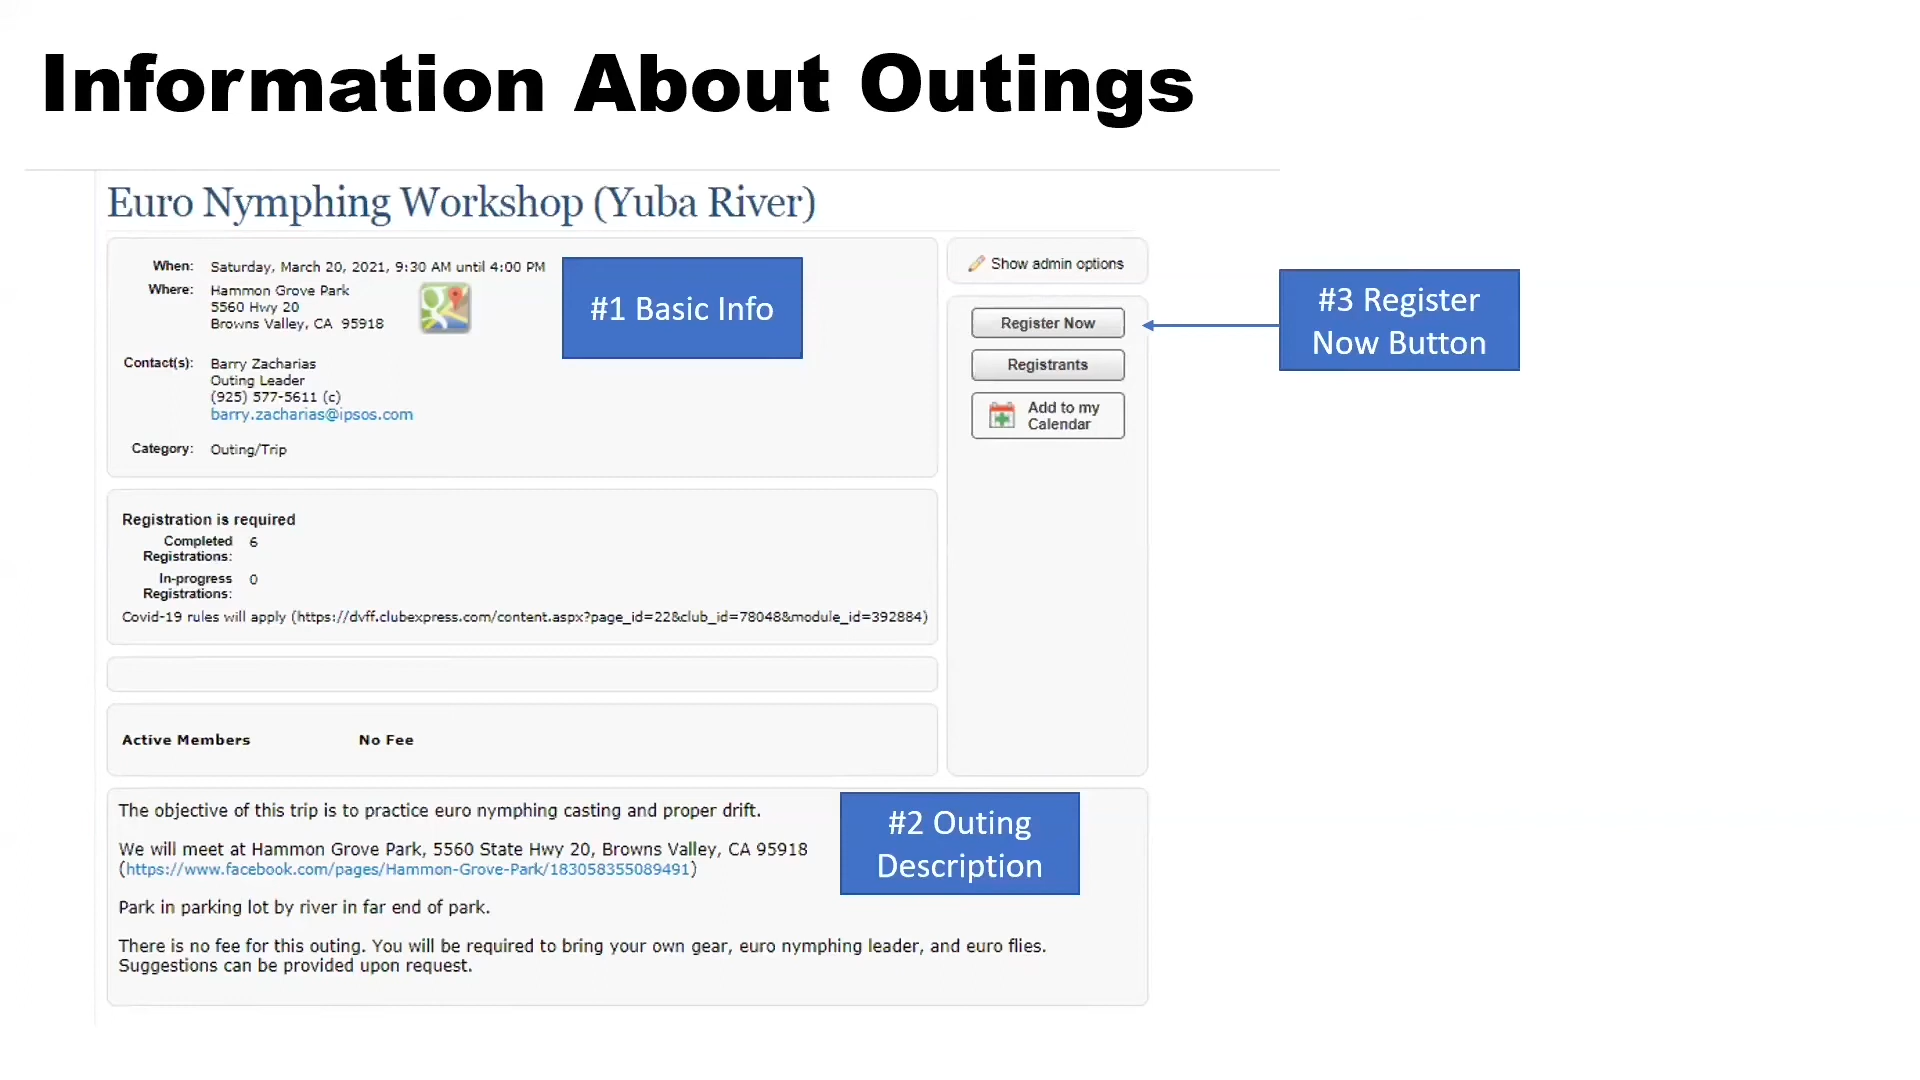 Information About Outings
Euro Nymphing Workshop (Yuba River)
When: Saturday, March 20, 2021, 9:30 AM until 4:00 PM
Where: Hammon Grove Park
5560 Hwy 20
Browns Valley, CA 95918
Contact(s): Barry Zacharias
Outing Leader
(925) 577-5611 (c)
barry.zacharias@ipsos.com
Category: Outing/Trip
#1 Basic Info
Show admin options
Register Now
Registrants
Add to my
Calendar
#3 Register
Now Button
Registration is required
Completed 6
Registrations:
In-progress 0
Registrations:
Covid-19 rules will apply (https://dvff.clubexpress.com/content.aspx?page_id=22&club_id=78048&module_id=392884)
Active Members No Fee
The objective of this trip is to practice euro nymphing casting and proper drift.
We will meet at Hammon Grove Park, 5560 State Hwy 20, Browns Valley, CA 95918
(https://www.facebook.com/pages/Hammon-Grove-Park/183058355089491)
Park in parking lot by river in far end of park.
There is no fee for this outing. You will be required to bring your own gear, euro nymphing leader, and euro flies.
Suggestions can be provided upon request.
#2 Outing
Description